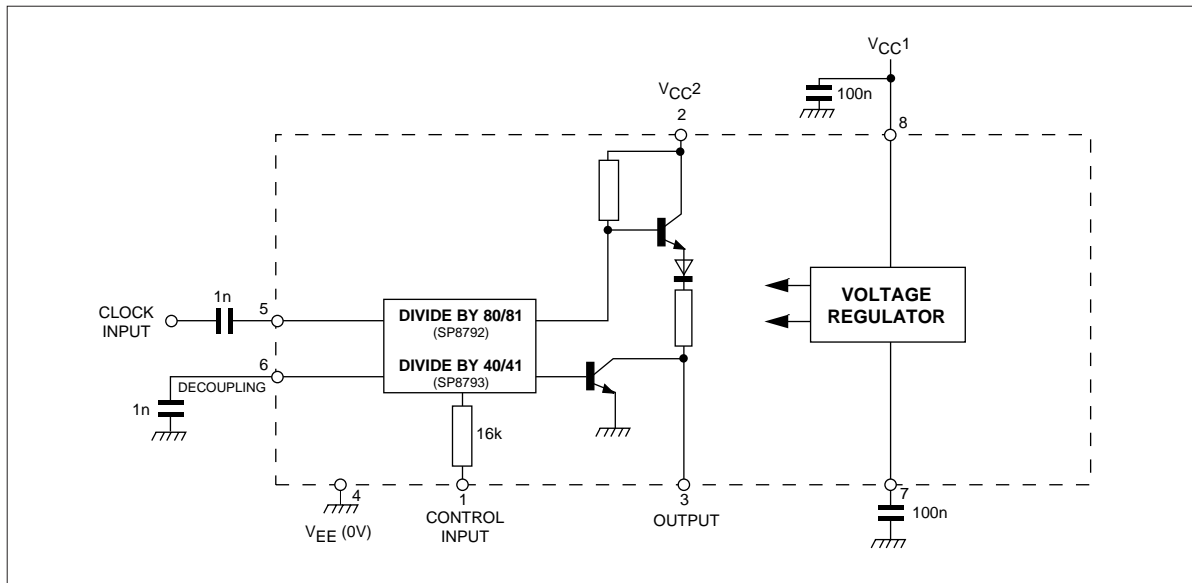 VCC1
100n
VCC2
2
8
1n
5
CLOCK
INPUT
DIVIDE BY 80/81
(SP8792)
VOLTAGE
REGULATOR
6
DECOUPLING
DIVIDE BY 40/41
(SP8793)
1n
16k
4
1
3
7
VEE (0V)
CONTROL
INPUT
OUTPUT
100n